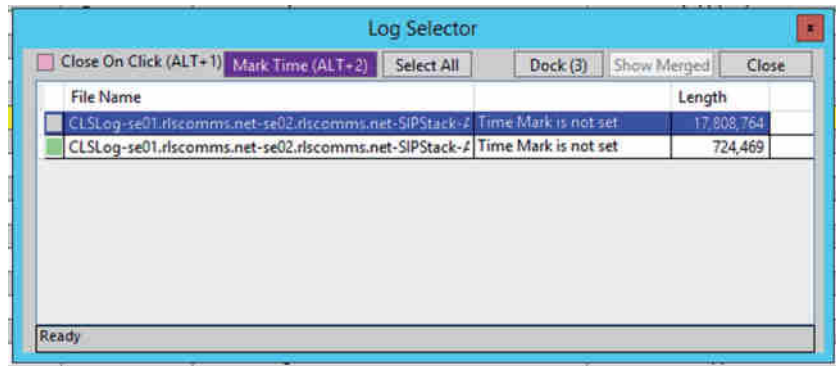 Log Selector
x
Close On Click (ALT+1) Mark Time (ALT+2) Select All Dock (3) Show Merged Close
File Name Length
CLSLog-se01.rlscomms.net-se02.rlscomms.net-SIPStack-A Time Mark is not set 17,808,764
CLSLog-se01.rlscomms.net-se02.rlscomms.net-SIPStack-A Time Mark is not set 724,469
Ready